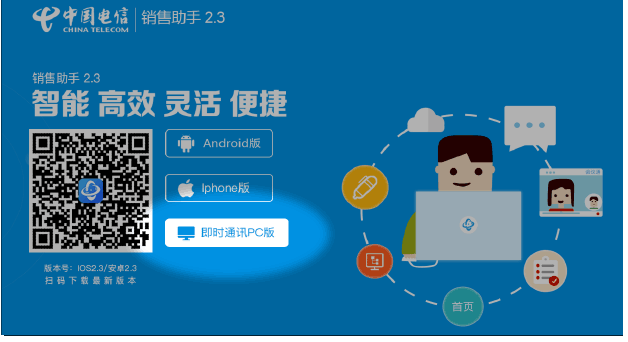 中国电信 销售助手 2.3
CHINA TELECOM
销售助手 2.3
智能 高效 灵活 便捷
Android版
Iphone版
即时通讯PC版
版本号：IOS2.3/安卓2.3
扫码下载最新版本
首页